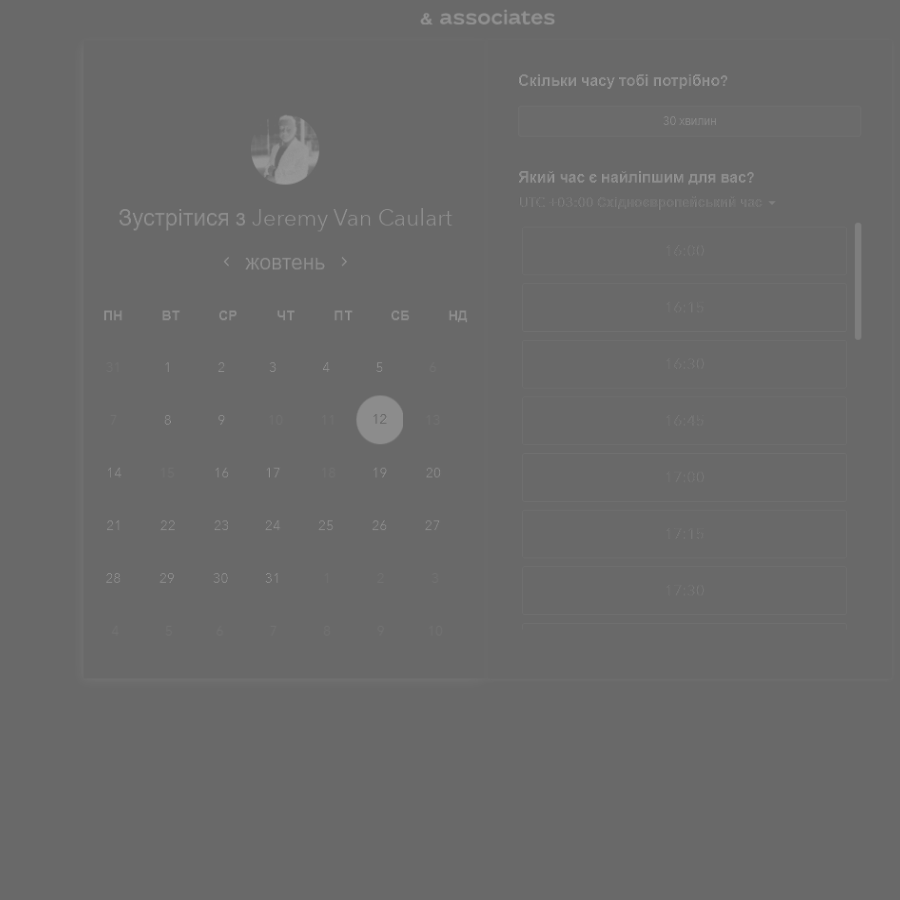 & associates
Зустрітися з Jeremy Van Caulart
жовтень
ПН ВТ СР ЧТ ПТ СБ НД
31 1 2 3 4 5 6
7 8 9 10 11 12 13
14 15 16 17 18 19 20
21 22 23 24 25 26 27
28 29 30 31 1 2 3
4 5 6 7 8 9 10
Скільки часу тобі потрібно?
30 хвилин
Який час є найліпшим для вас?
UTC +03:00 Східноєвропейський час
16:00
16:15
16:30
16:45
17:00
17:15
17:30